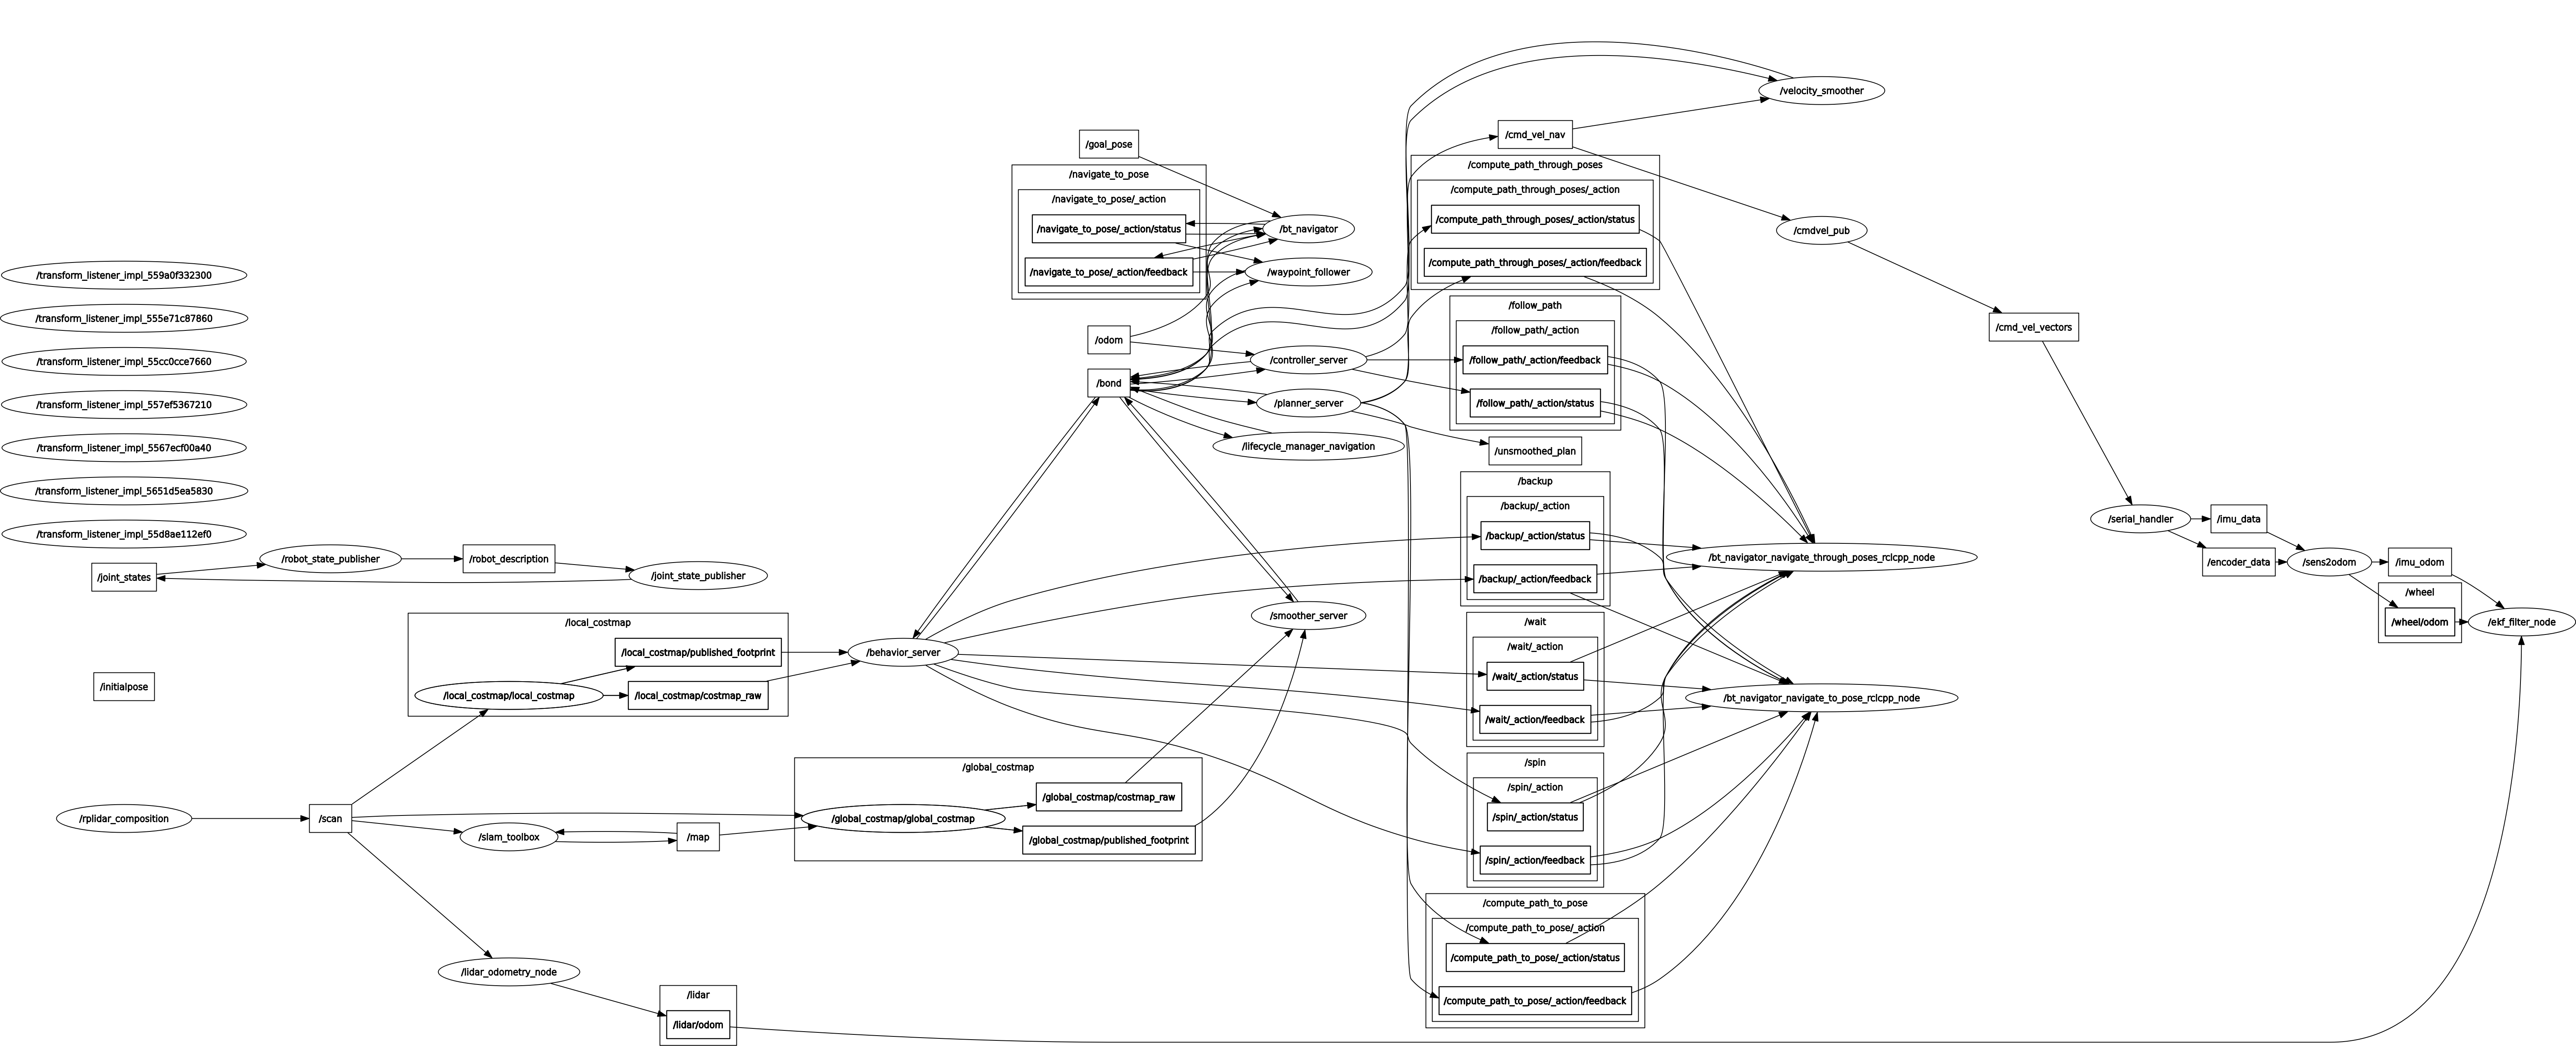 /velocity_smoother
/cmd_vel_nav
/goal_pose
/compute_path_through_poses
/navigate_to_pose
/compute_path_through_poses/_action
/navigate_to_pose/_action
/compute_path_through_poses/_action/status
/navigate_to_pose/_action/status
/bt_navigator
/cmdvel_pub
/compute_path_through_poses/_action/feedback
/navigate_to_pose/_action/feedback
/waypoint_follower
/transform_listener_impl_559a0f332300
/follow_path
/transform_listener_impl_555e71c87860
/follow_path/_action
/cmd_vel_vectors
/odom
/controller_server
/follow_path/_action/feedback
/transform_listener_impl_55cc0cce7660
/bond
/planner_server
/follow_path/_action/status
/transform_listener_impl_557ef5367210
/lifecycle_manager_navigation
/unsmoothed_plan
/transform_listener_impl_5567ecf00a40
/backup
/transform_listener_impl_5651d5ea5830
/backup/_action
/serial_handler
/imu_data
/transform_listener_impl_55d8ae112ef0
/backup/_action/status
/robot_state_publisher
/robot_description
/bt_navigator_navigate_through_poses_rclcpp_node
/encoder_data
/sens2odom
/imu_odom
/joint_states
/joint_state_publisher
/backup/_action/feedback
/wheel
/smoother_server
/wheel/odom
/ekf_filter_node
/local_costmap
/wait
/wait/_action
/local_costmap/published_footprint
/behavior_server
/wait/_action/status
/initialpose
/local_costmap/local_costmap
/local_costmap/costmap_raw
/bt_navigator_navigate_to_pose_rclcpp_node
/wait/_action/feedback
/global_costmap
/spin
/spin/_action
/global_costmap/costmap_raw
/rplidar_composition
/scan
/global_costmap/global_costmap
/spin/_action/status
/slam_toolbox
/map
/global_costmap/published_footprint
/spin/_action/feedback
/compute_path_to_pose
/compute_path_to_pose/_action
/compute_path_to_pose/_action/status
/lidar_odometry_node
/lidar
/compute_path_to_pose/_action/feedback
/lidar/odom